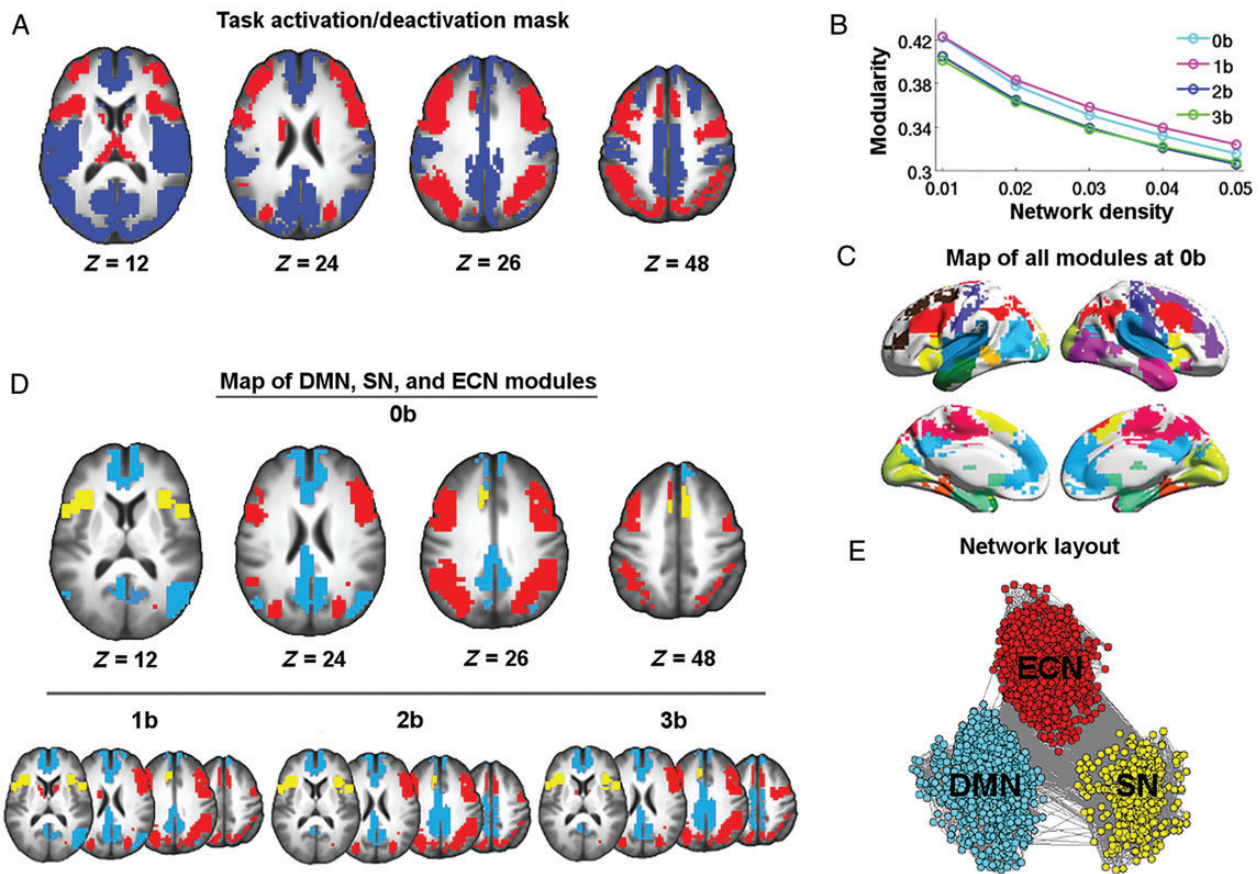 A
Task activation/deactivation mask
Z = 12
Z = 24
Z = 26
Z = 48
B
Modularity
0.42
0.38
0.34
0.3
0.01
0.02
0.03
0.04
0.05
Network density
0b
1b
2b
3b
C
Map of all modules at 0b
D
Map of DMN, SN, and ECN modules
0b
Z = 12
Z = 24
Z = 26
Z = 48
1b
2b
3b
E
Network layout
ECN
DMN
SN